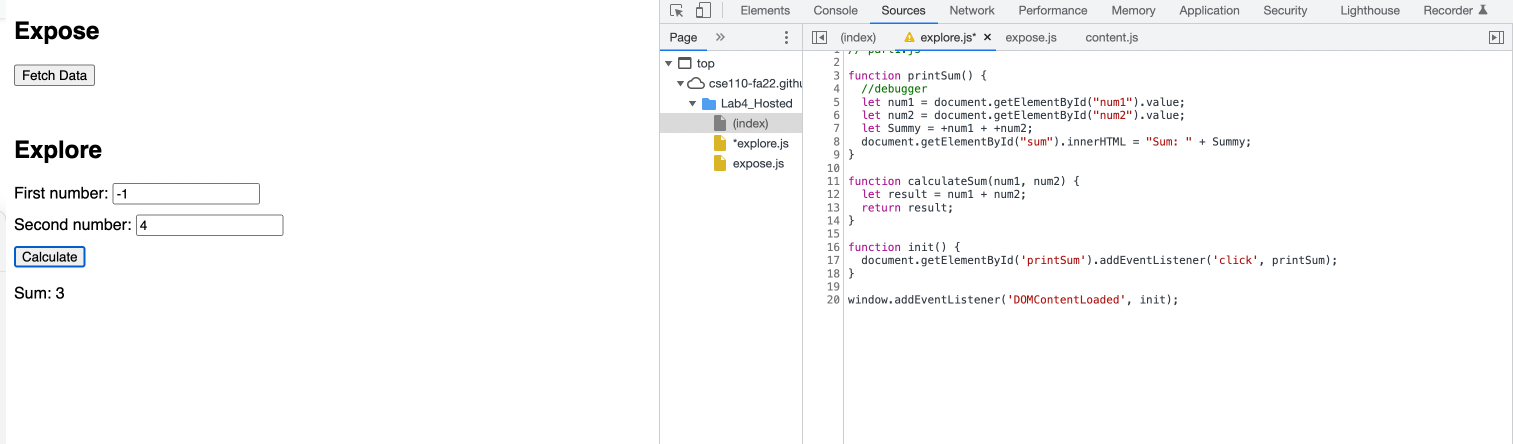 Expose
Fetch Data
Explore
First number: -1
Second number: 4
Calculate
Sum: 3
Elements Console Sources Network Performance Memory Application Security Lighthouse Recorder
Page »
(index) explore.js* × expose.js content.js
top
cse110-fa22.githu
Lab4_Hosted
(index)
*explore.js
expose.js
1 // part1.js
2
3 function printSum() {
4 //debugger
5 let num1 = document.getElementById("num1").value;
6 let num2 = document.getElementById("num2").value;
7 let Summy = +num1 + +num2;
8 document.getElementById("sum").innerHTML = "Sum: " + Summy;
9 }
10
11 function calculateSum(num1, num2) {
12 let result = num1 + num2;
13 return result;
14 }
15
16 function init() {
17 document.getElementById('printSum').addEventListener('click', printSum);
18 }
19
20 window.addEventListener('DOMContentLoaded', init);